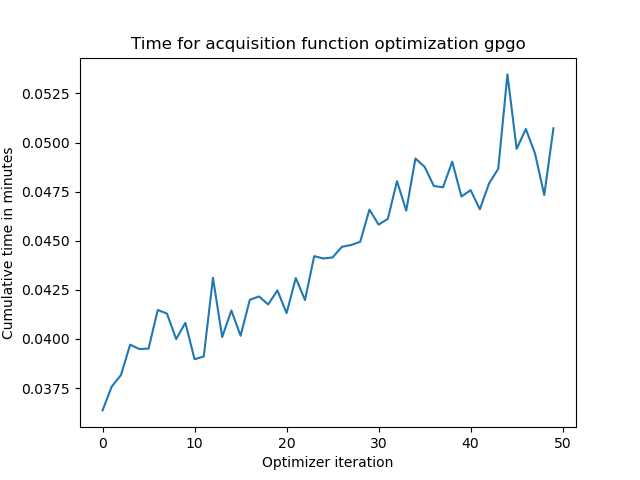 Time for acquisition function optimization gpgo
Cumulative time in minutes
0.0525
0.0500
0.0475
0.0450
0.0425
0.0400
0.0375
0 10 20 30 40 50
Optimizer iteration